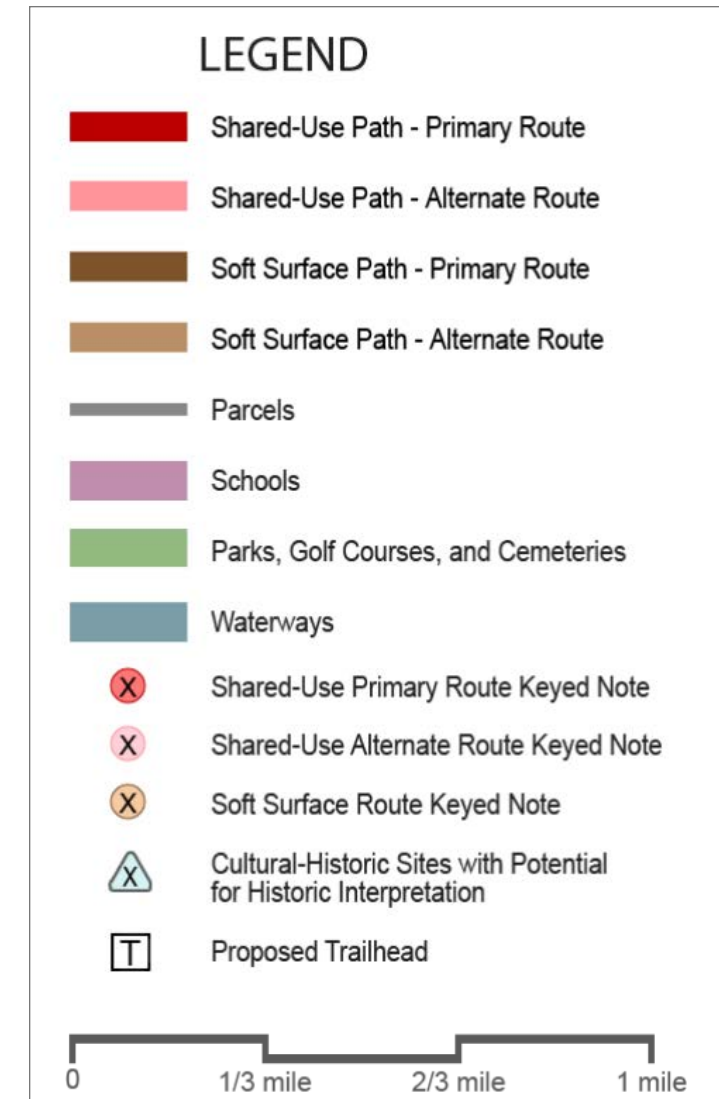 LEGEND
Shared-Use Path - Primary Route
Shared-Use Path - Alternate Route
Soft Surface Path - Primary Route
Soft Surface Path - Alternate Route
Parcels
Schools
Parks, Golf Courses, and Cemeteries
Waterways
X Shared-Use Primary Route Keyed Note
X Shared-Use Alternate Route Keyed Note
X Soft Surface Route Keyed Note
X Cultural-Historic Sites with Potential
for Historic Interpretation
T Proposed Trailhead
0 1/3 mile 2/3 mile 1 mile